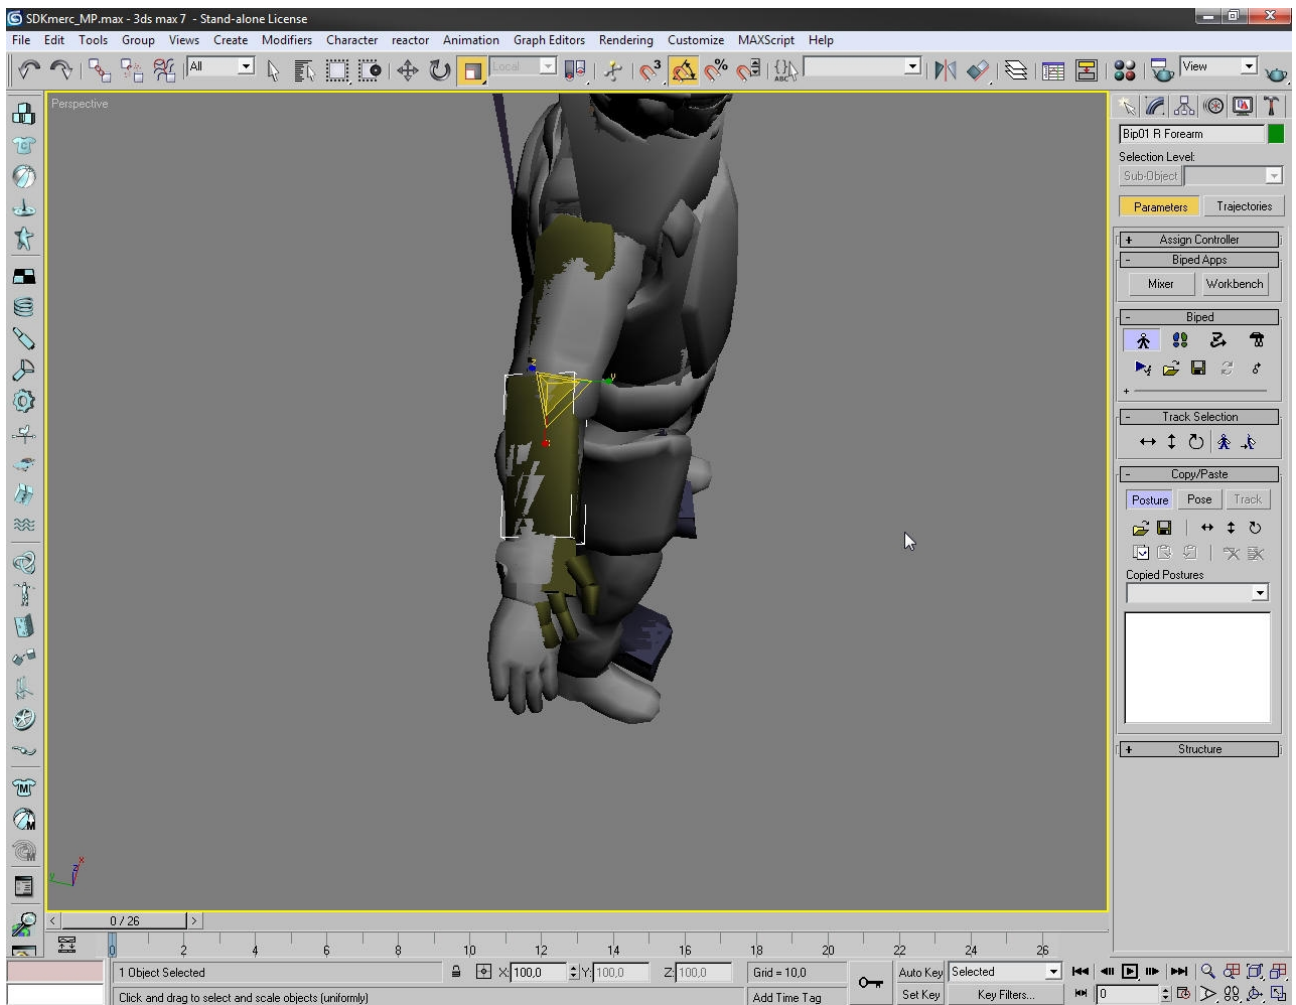 SDKmerc_MP.max - 3ds max 7 - Stand-alone License
File Edit Tools Group Views Create Modifiers Character reactor Animation Graph Editors Rendering Customize MAXScript Help
All Local 3 % ABC View
Perspective
Bip01 R Forearm
Selection Level:
Sub-Object
Parameters Trajectories
+ Assign Controller
- Biped Apps
Mixer Workbench
- Biped
+
- Track Selection
- Copy/Paste
Posture Pose Track
Copied Postures
+ Structure
z
y
x
z
y
M
M
M
< 0 / 26 >
0 2 4 6 8 10 12 14 16 18 20 22 24 26
1 Object Selected X: 100,0 Y: 100,0 Z: 100,0 Grid = 10,0 Auto Key Selected
Click and drag to select and scale objects (uniformly) Add Time Tag Set Key Key Filters... 0